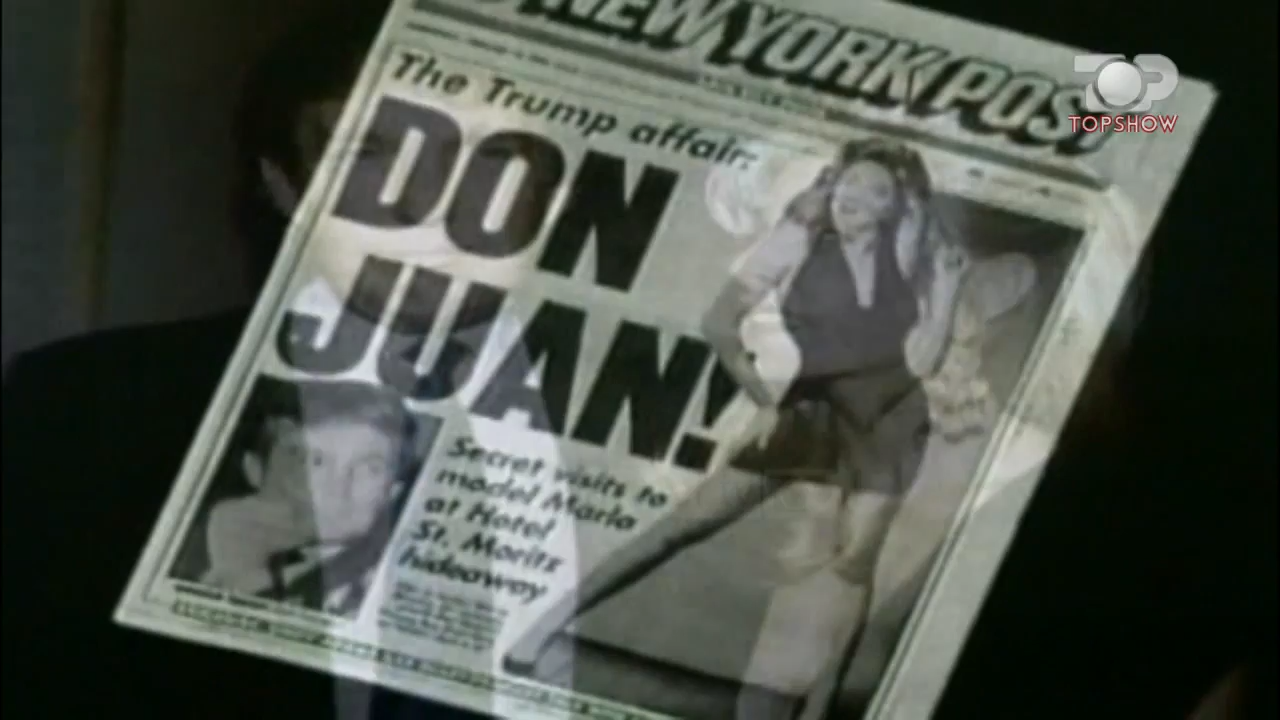 NEW YORK POST
TOP
TOPSHOW
The Trump affair:
DON
JUAN!
Secret visits to
model Marla
at Hotel
St. Moritz
hideaway